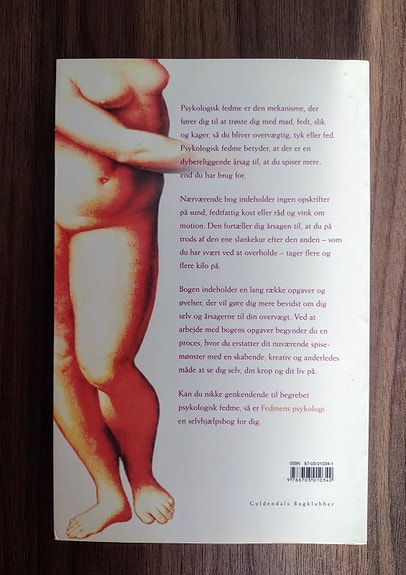 Psykologisk fedme er den mekanisme, der
fører dig til at trøste dig med mad, fedt, slik
og kager, så du bliver overvægtig, tyk eller fed.
Psykologisk fedme betyder, at der er en
dybereliggende årsag til, at du spiser mere,
end du har brug for.
Nærværende bog indeholder ingen opskrifter
på sund, fedtfattig kost eller råd og vink om
motion. Den fortæller dig årsagen til, at du på
trods af den ene slankekur efter den anden – som
du har svært ved at overholde – tager flere og
flere kilo på.
Bogen indeholder en lang række opgaver og
øvelser, der vil gøre dig mere bevidst om dig
selv og årsagerne til din overvægt. Ved at
arbejde med bogens opgaver begynder du en
proces, hvor du erstatter dit nuværende spise-
mønster med en skabende, kreativ og anderledes
måde at se dig selv, din krop og dit liv på.
Kan du nikke genkendende til begrebet
psykologisk fedme, så er Fedmens psykologi
en selvhjælpsbog for dig.
ISBN 87-03-01034-1
9 788703 010342
Gyldendals Bogklubber